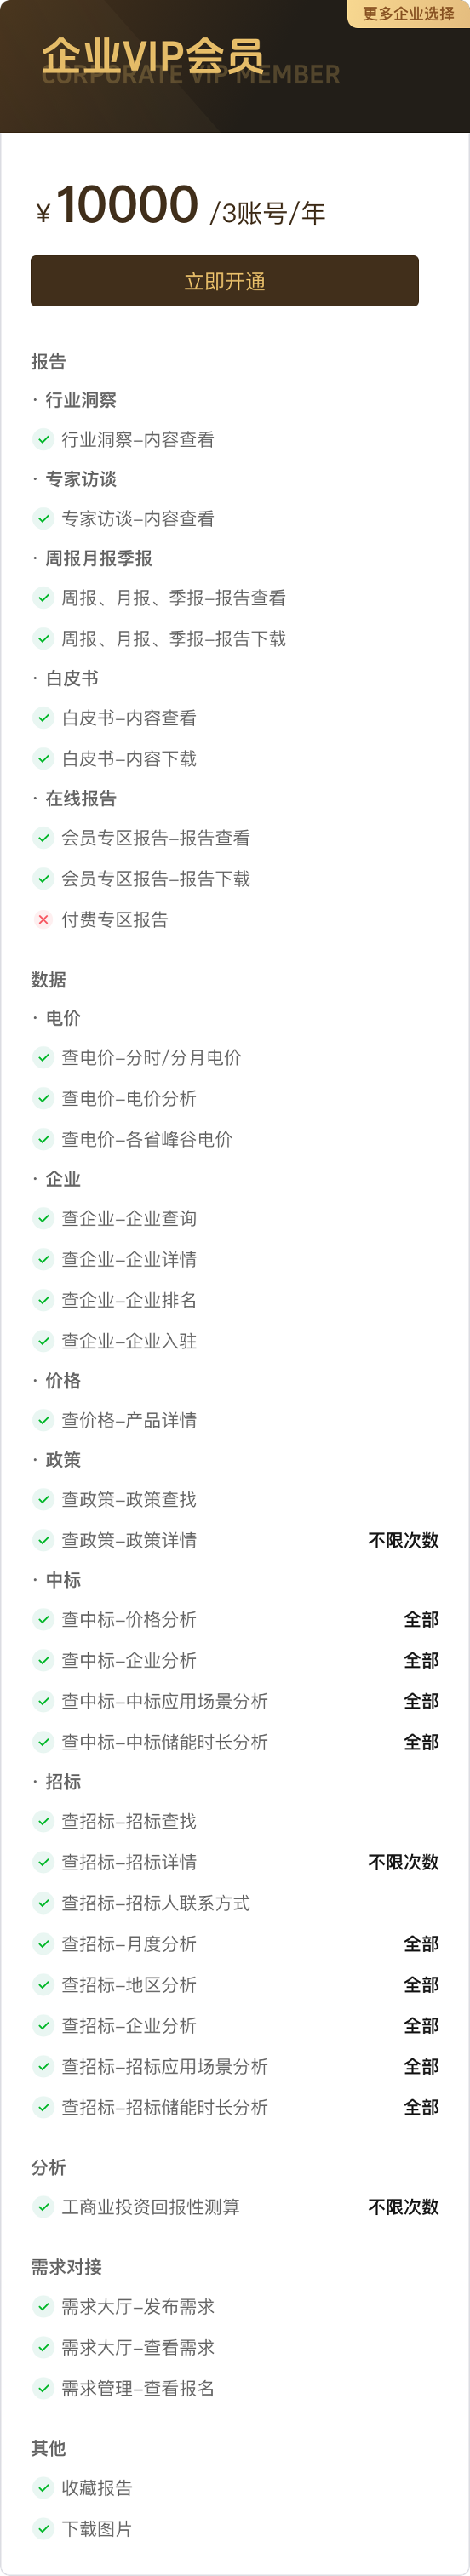 更多企业选择
企业VIP会员
CORPORATE VIP MEMBER
¥10000 /3账号/年
立即开通
报告
· 行业洞察
行业洞察-内容查看
· 专家访谈
专家访谈-内容查看
· 周报月报季报
周报、月报、季报-报告查看
周报、月报、季报-报告下载
· 白皮书
白皮书-内容查看
白皮书-内容下载
· 在线报告
会员专区报告-报告查看
会员专区报告-报告下载
付费专区报告
数据
· 电价
查电价-分时/分月电价
查电价-电价分析
查电价-各省峰谷电价
· 企业
查企业-企业查询
查企业-企业详情
查企业-企业排名
查企业-企业入驻
· 价格
查价格-产品详情
· 政策
查政策-政策查找
查政策-政策详情 不限次数
· 中标
查中标-价格分析 全部
查中标-企业分析 全部
查中标-中标应用场景分析 全部
查中标-中标储能时长分析 全部
· 招标
查招标-招标查找
查招标-招标详情 不限次数
查招标-招标人联系方式
查招标-月度分析 全部
查招标-地区分析 全部
查招标-企业分析 全部
查招标-招标应用场景分析 全部
查招标-招标储能时长分析 全部
分析
工商业投资回报性测算 不限次数
需求对接
需求大厅-发布需求
需求大厅-查看需求
需求管理-查看报名
其他
收藏报告
下载图片